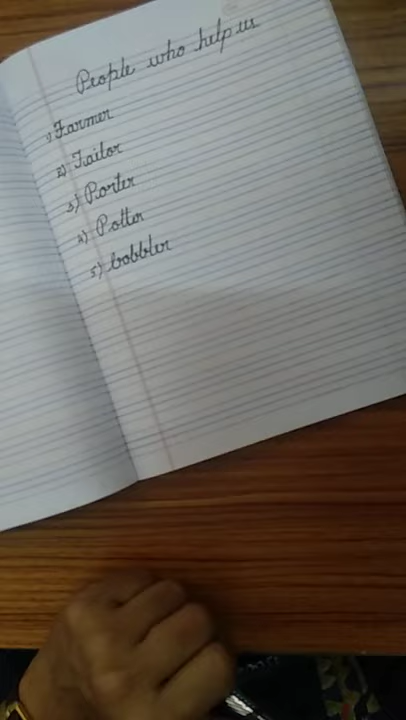 People who help us
1) Farmer
2) Tailor
3) Porter
4) Potter
5) Cobbler